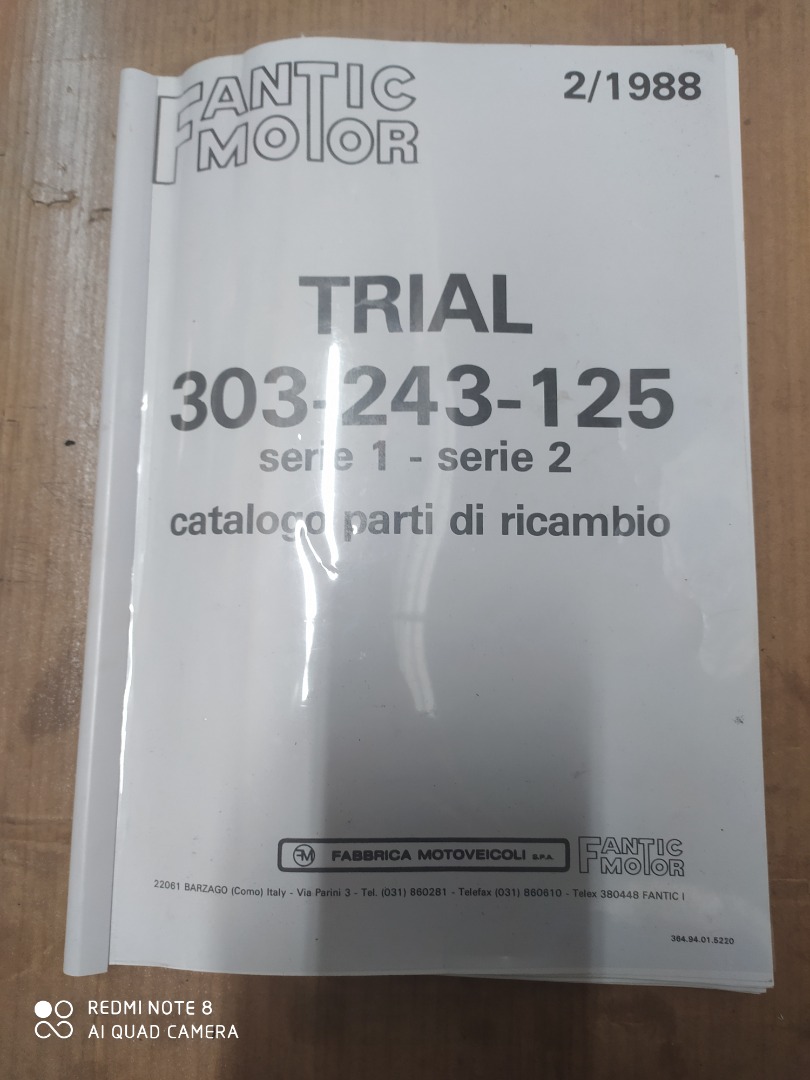 FANTIC MOTOR
2/1988
TRIAL
303-243-125
serie 1 - serie 2
catalogo parti di ricambio
FM FABBRICA MOTOVEICOLI S.P.A.
FANTIC MOTOR
22061 BARZAGO (Como) Italy - Via Parini 3 - Tel. (031) 860281 - Telefax (031) 860610 - Telex 380448 FANTIC I
364.94.01.5220
REDMI NOTE 8
AI QUAD CAMERA